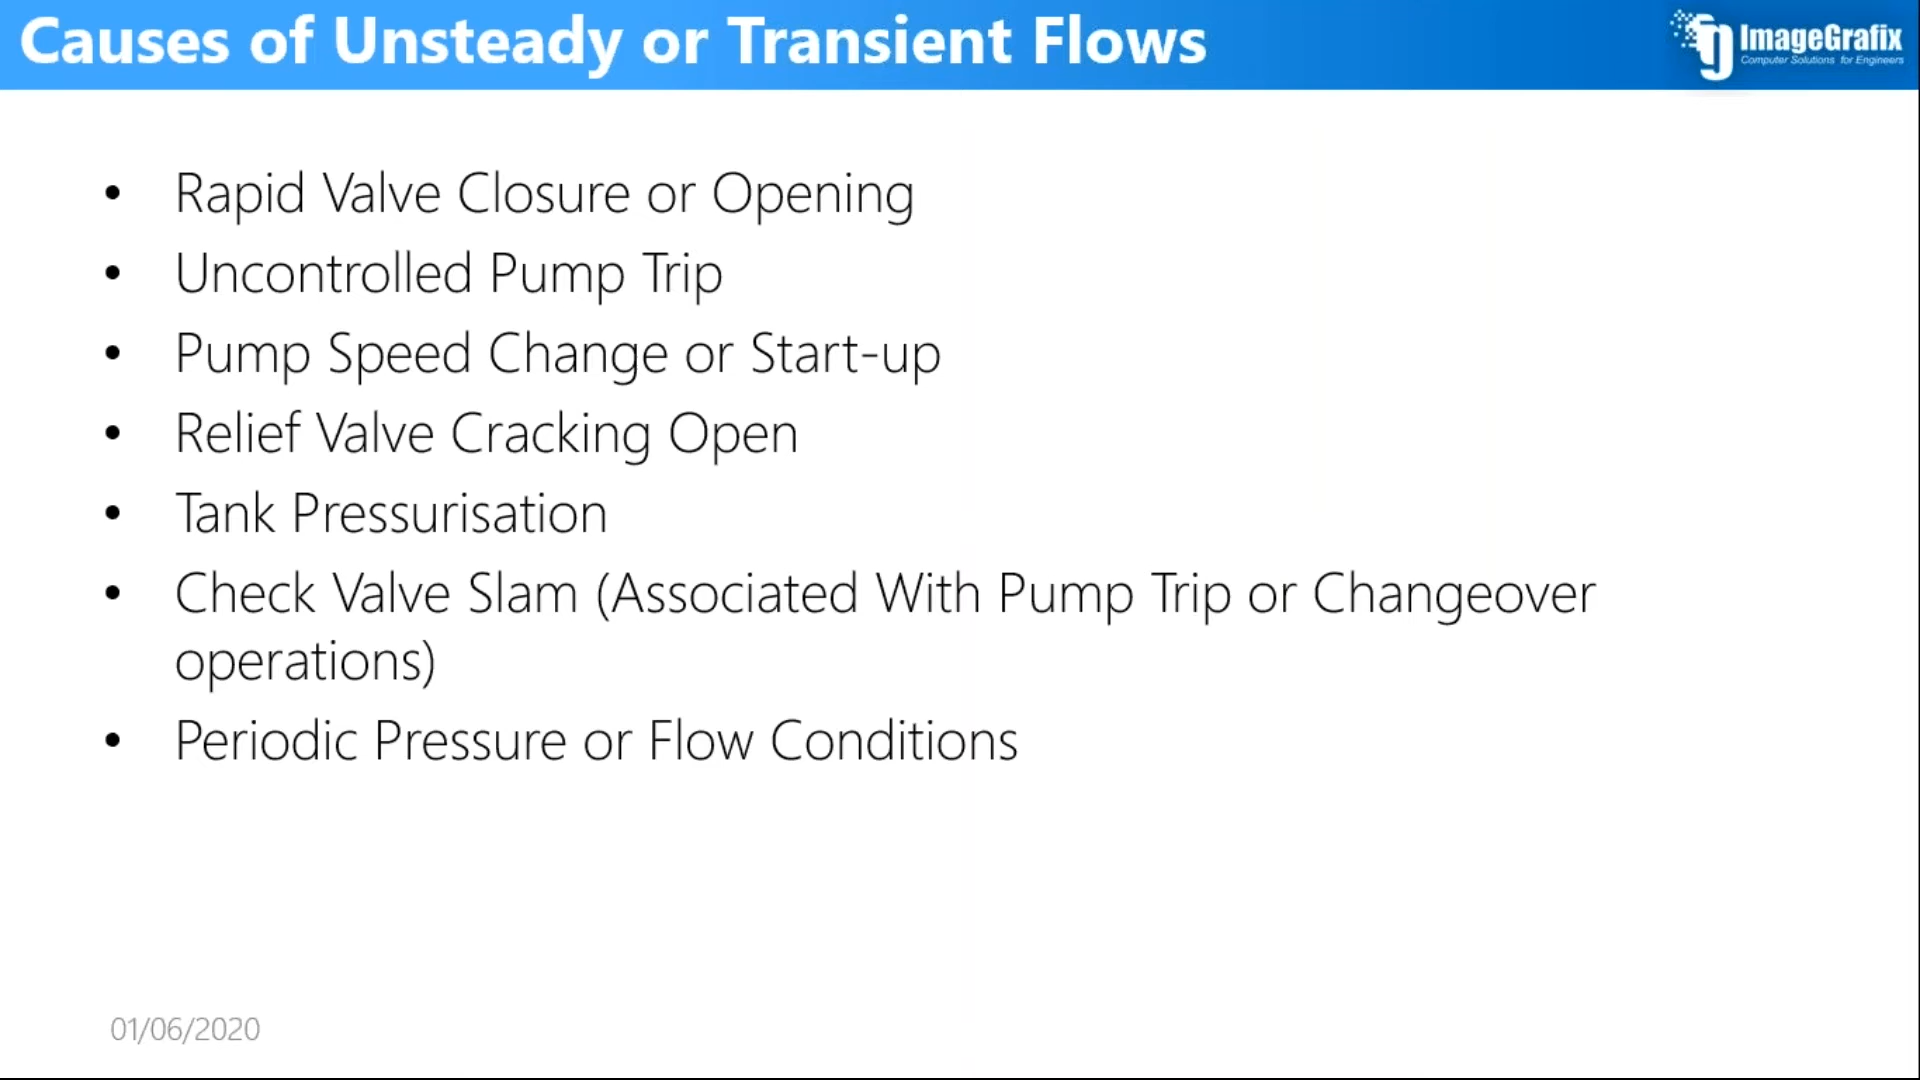 Causes of Unsteady or Transient Flows
ImageGrafix
Computer Solutions for Engineers
• Rapid Valve Closure or Opening
• Uncontrolled Pump Trip
• Pump Speed Change or Start-up
• Relief Valve Cracking Open
• Tank Pressurisation
• Check Valve Slam (Associated With Pump Trip or Changeover
operations)
• Periodic Pressure or Flow Conditions
01/06/2020